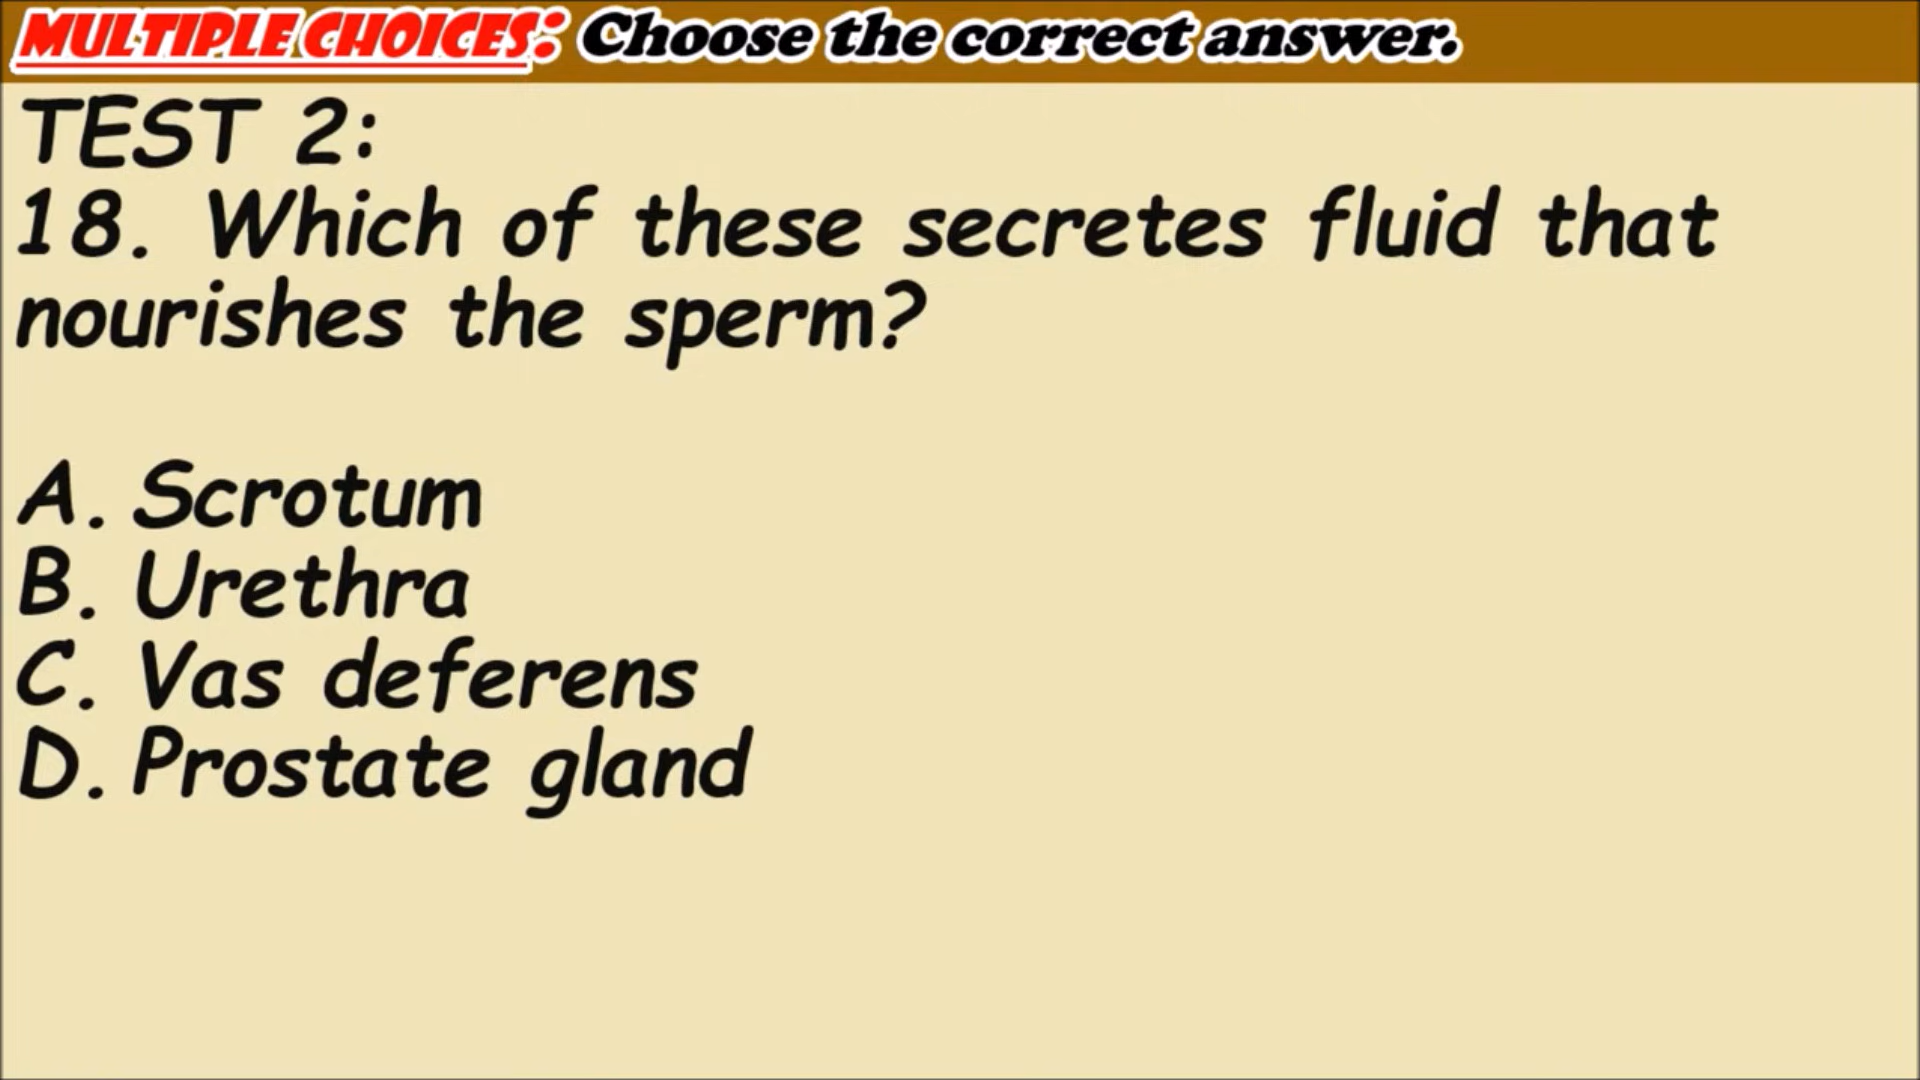 MULTIPLE CHOICES: Choose the correct answer.
TEST 2:
18. Which of these secretes fluid that
nourishes the sperm?
A. Scrotum
B. Urethra
C. Vas deferens
D. Prostate gland